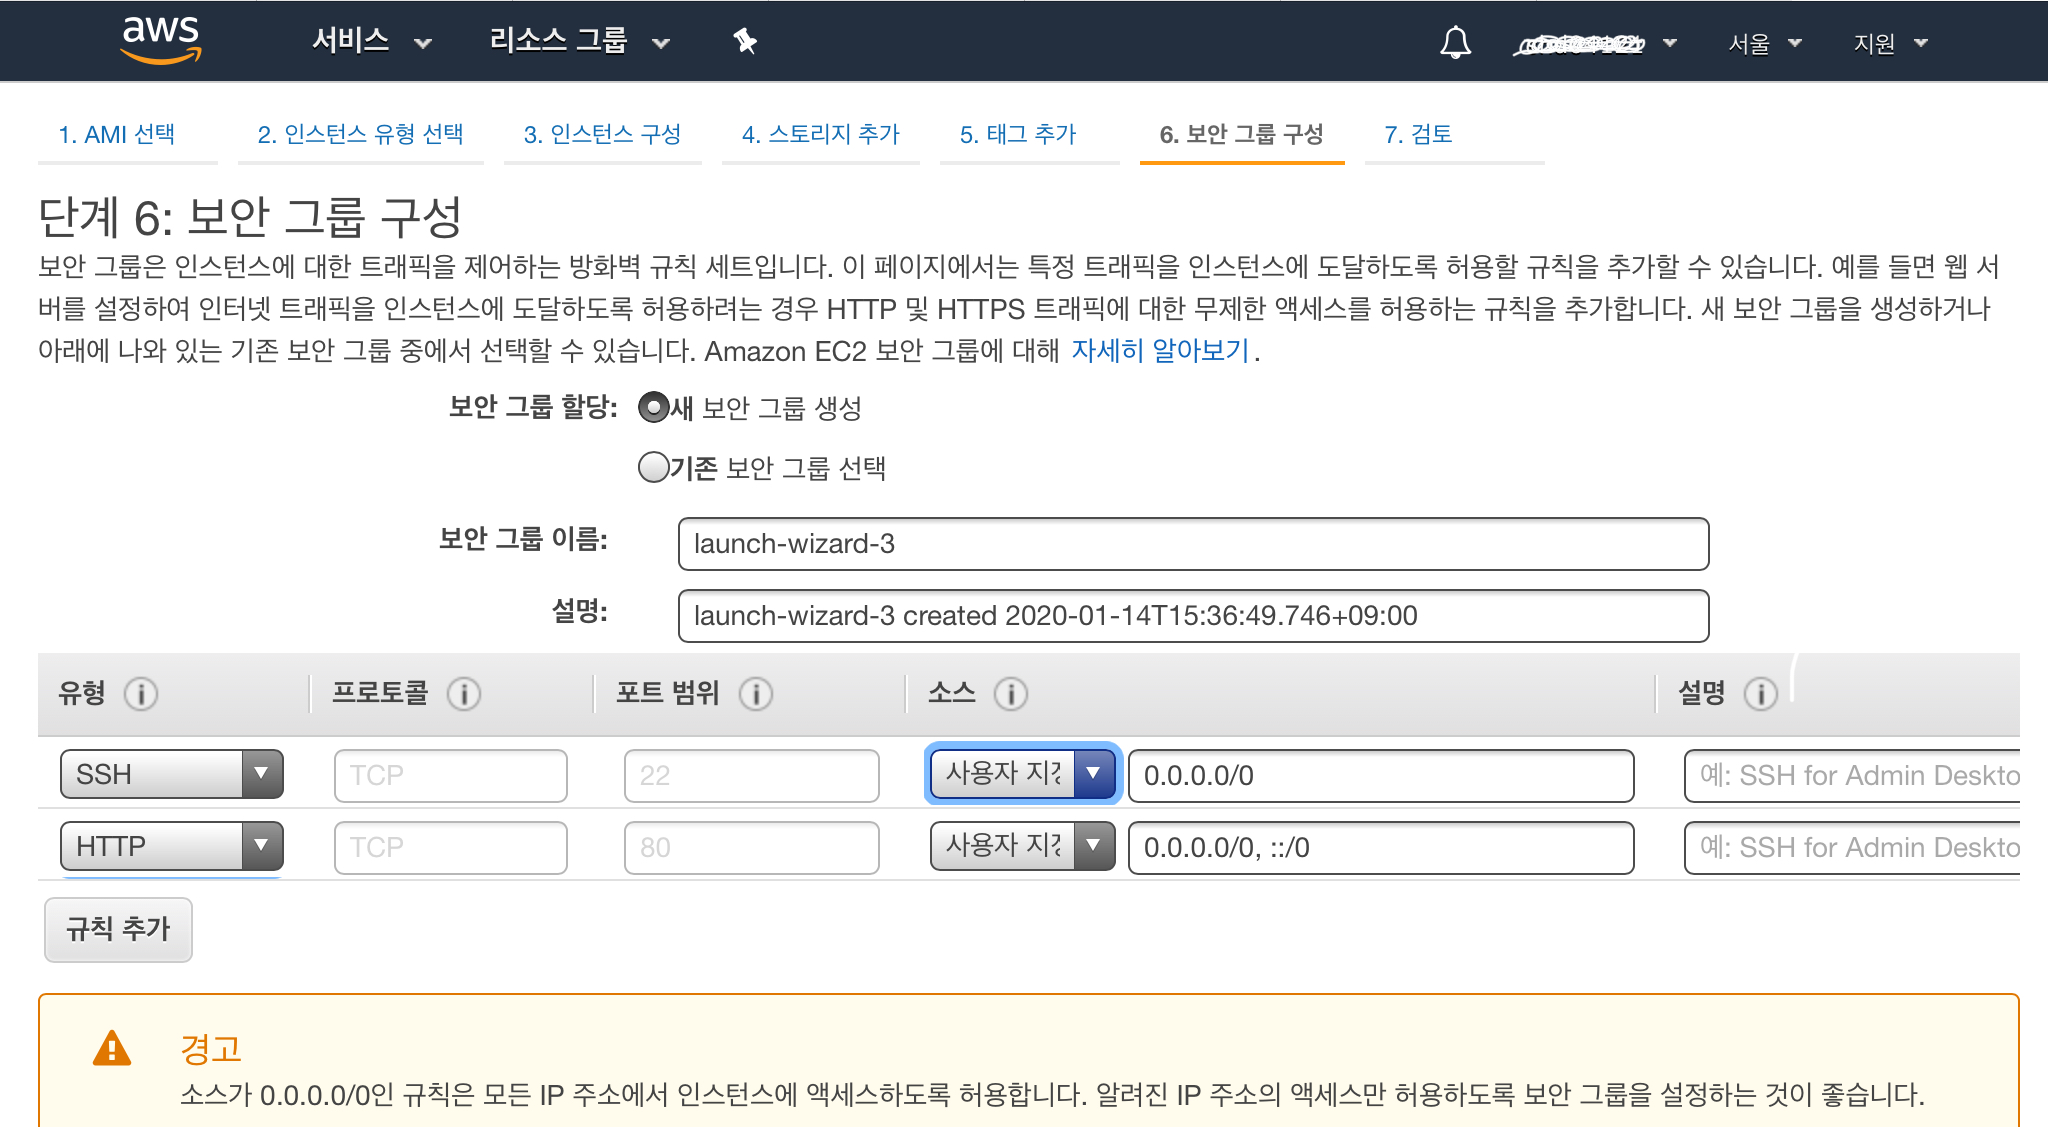 aws 서비스 리소스 그룹 서울 지원
1. AMI 선택 2. 인스턴스 유형 선택 3. 인스턴스 구성 4. 스토리지 추가 5. 태그 추가 6. 보안 그룹 구성 7. 검토
단계 6: 보안 그룹 구성
보안 그룹은 인스턴스에 대한 트래픽을 제어하는 방화벽 규칙 세트입니다. 이 페이지에서는 특정 트래픽을 인스턴스에 도달하도록 허용할 규칙을 추가할 수 있습니다. 예를 들면 웹 서
버를 설정하여 인터넷 트래픽을 인스턴스에 도달하도록 허용하려는 경우 HTTP 및 HTTPS 트래픽에 대한 무제한 액세스를 허용하는 규칙을 추가합니다. 새 보안 그룹을 생성하거나
아래에 나와 있는 기존 보안 그룹 중에서 선택할 수 있습니다. Amazon EC2 보안 그룹에 대해 자세히 알아보기.
보안 그룹 할당: 새 보안 그룹 생성
기존 보안 그룹 선택
보안 그룹 이름: launch-wizard-3
설명: launch-wizard-3 created 2020-01-14T15:36:49.746+09:00
유형 프로토콜 포트 범위 소스 설명
SSH TCP 22 사용자 지정 0.0.0.0/0 예: SSH for Admin Deskto
HTTP TCP 80 사용자 지정 0.0.0.0/0, ::/0 예: SSH for Admin Deskto
규칙 추가
경고
소스가 0.0.0.0/0인 규칙은 모든 IP 주소에서 인스턴스에 액세스하도록 허용합니다. 알려진 IP 주소의 액세스만 허용하도록 보안 그룹을 설정하는 것이 좋습니다.